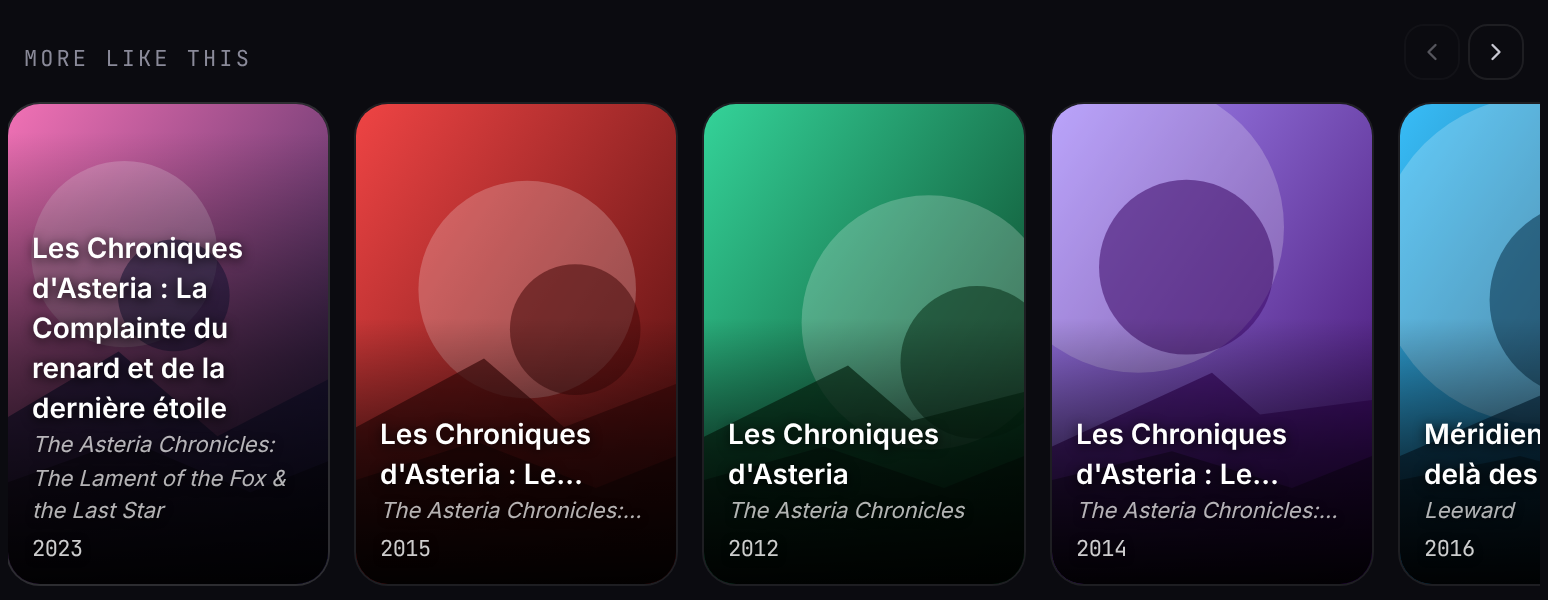 MORE LIKE THIS
Les Chroniques
d'Asteria : La
Complainte du
renard et de la
dernière étoile
The Asteria Chronicles:
The Lament of the Fox &
the Last Star
2023
Les Chroniques
d'Asteria : Le...
The Asteria Chronicles:...
2015
Les Chroniques
d'Asteria
The Asteria Chronicles
2012
Les Chroniques
d'Asteria : Le...
The Asteria Chronicles:...
2014
Méridien
delà des
Leeward
2016